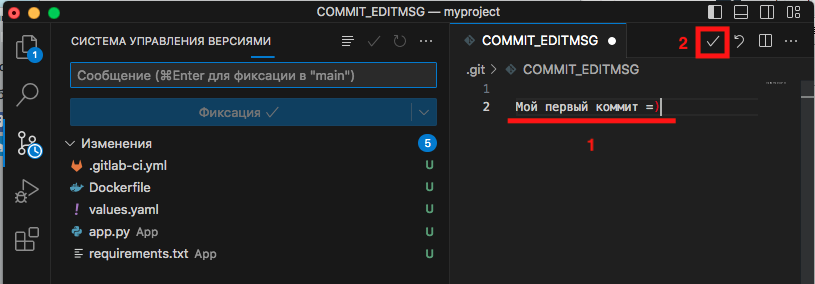 COMMIT_EDITMSG — myproject
1
СИСТЕМА УПРАВЛЕНИЯ ВЕРСИЯМИ
Сообщение (⌘Enter для фиксации в "main")
Фиксация
Изменения 5
.gitlab-ci.yml U
Dockerfile U
values.yaml U
app.py App U
requirements.txt App U
COMMIT_EDITMSG
2
.git > COMMIT_EDITMSG
1
2 Мой первый коммит =)
1